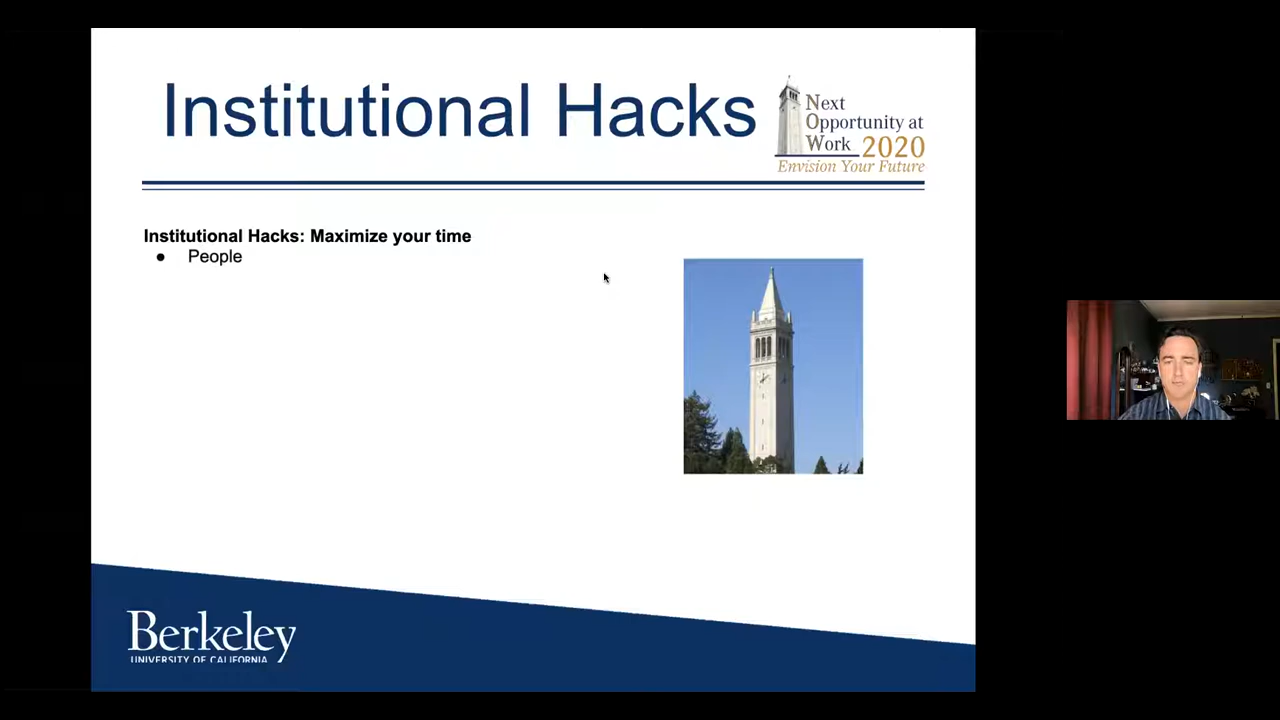 Institutional Hacks
Next
Opportunity at
Work 2020
Envision Your Future
Institutional Hacks: Maximize your time
● People
Berkeley
UNIVERSITY OF CALIFORNIA